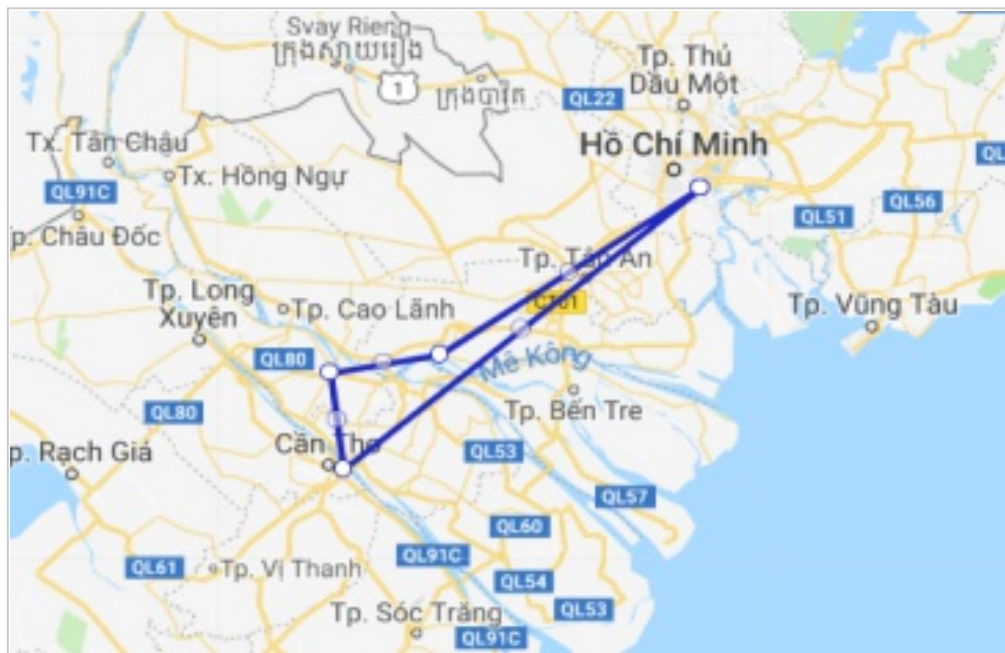 Svay Rieng
ក្រុងស្វាយរៀង
1
ក្រុងបាវិត
QL22
Tp. Thủ
Dầu Một
Hồ Chí Minh
Tx. Tân Châu
QL91C
Tx. Hồng Ngự
QL51
QL56
Tp. Châu Đốc
Tp. Tân An
CT01
Tp. Long
Xuyên
Tp. Cao Lãnh
Tp. Vũng Tàu
QL80
Mê Kông
Tp. Bến Tre
QL80
Cần Thơ
QL53
Tp. Rạch Giá
QL57
QL60
QL91C
QL61
Tp. Vị Thanh
QL54
QL53
Tp. Sóc Trăng
QL91C